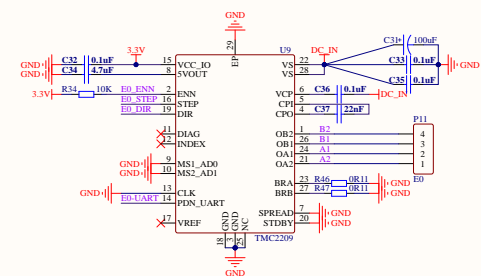 GND
29
EP
U9
3.3V
DC_IN
C31+ 100uF
GND C32 0.1uF 15 VCC_IO VS 22 C33 0.1uF GND
GND C34 4.7uF 8 5VOUT VS 28
C35 0.1uF
3.3V R34 10K E0_ENN 2 ENN VCP 6 C36 0.1uF DC_IN
E0_STEP 16 STEP CPI 5
E0_DIR 19 DIR CPO 4 C37 22nF
P11
11 DIAG OB2 1 B2 4
12 INDEX OB1 26 B1 3
OA1 24 A1 2
GND 9 MS1_AD0 OA2 21 A2 1
GND 10 MS2_AD1 E0
BRA 23 R46 0R11 GND
GND 13 CLK BRB 27 R47 0R11 GND
E0-UART 14 PDN_UART
SPREAD 7 GND
17 VREF STDBY 20 GND
GND GND NC
18 3 25 TMC2209
GND